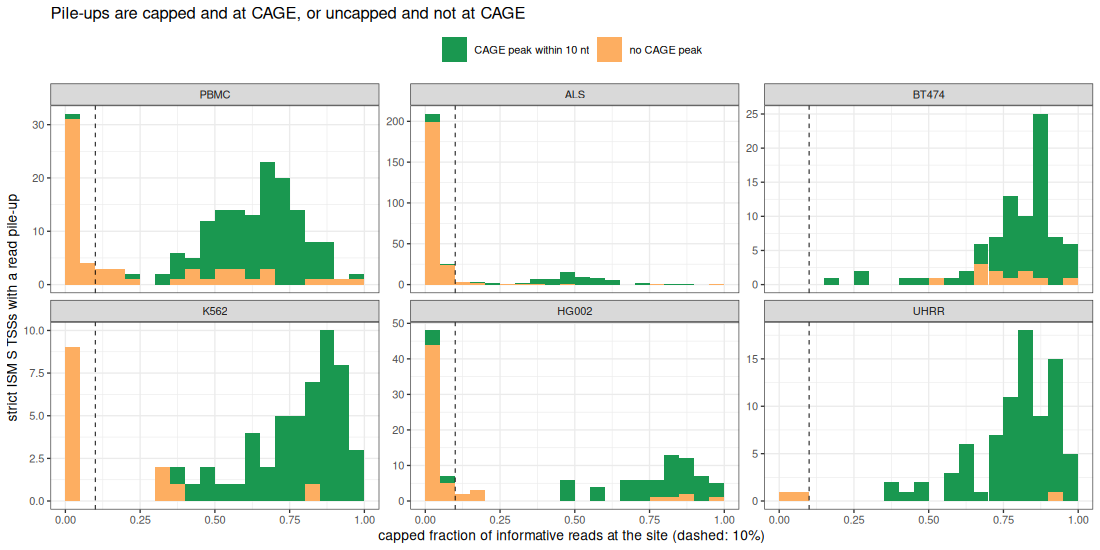 Pile-ups are capped and at CAGE, or uncapped and not at CAGE
CAGE peak within 10 nt
no CAGE peak
PBMC
ALS
BT474
30
20
10
0
200
150
100
50
0
25
20
15
10
5
0
K562
HG002
UHRR
10.0
7.5
5.0
2.5
0.0
50
40
30
20
10
0
15
10
5
0
0.00 0.25 0.50 0.75 1.00
0.00 0.25 0.50 0.75 1.00
0.00 0.25 0.50 0.75 1.00
strict ISM S TSSs with a read pile-up
capped fraction of informative reads at the site (dashed: 10%)